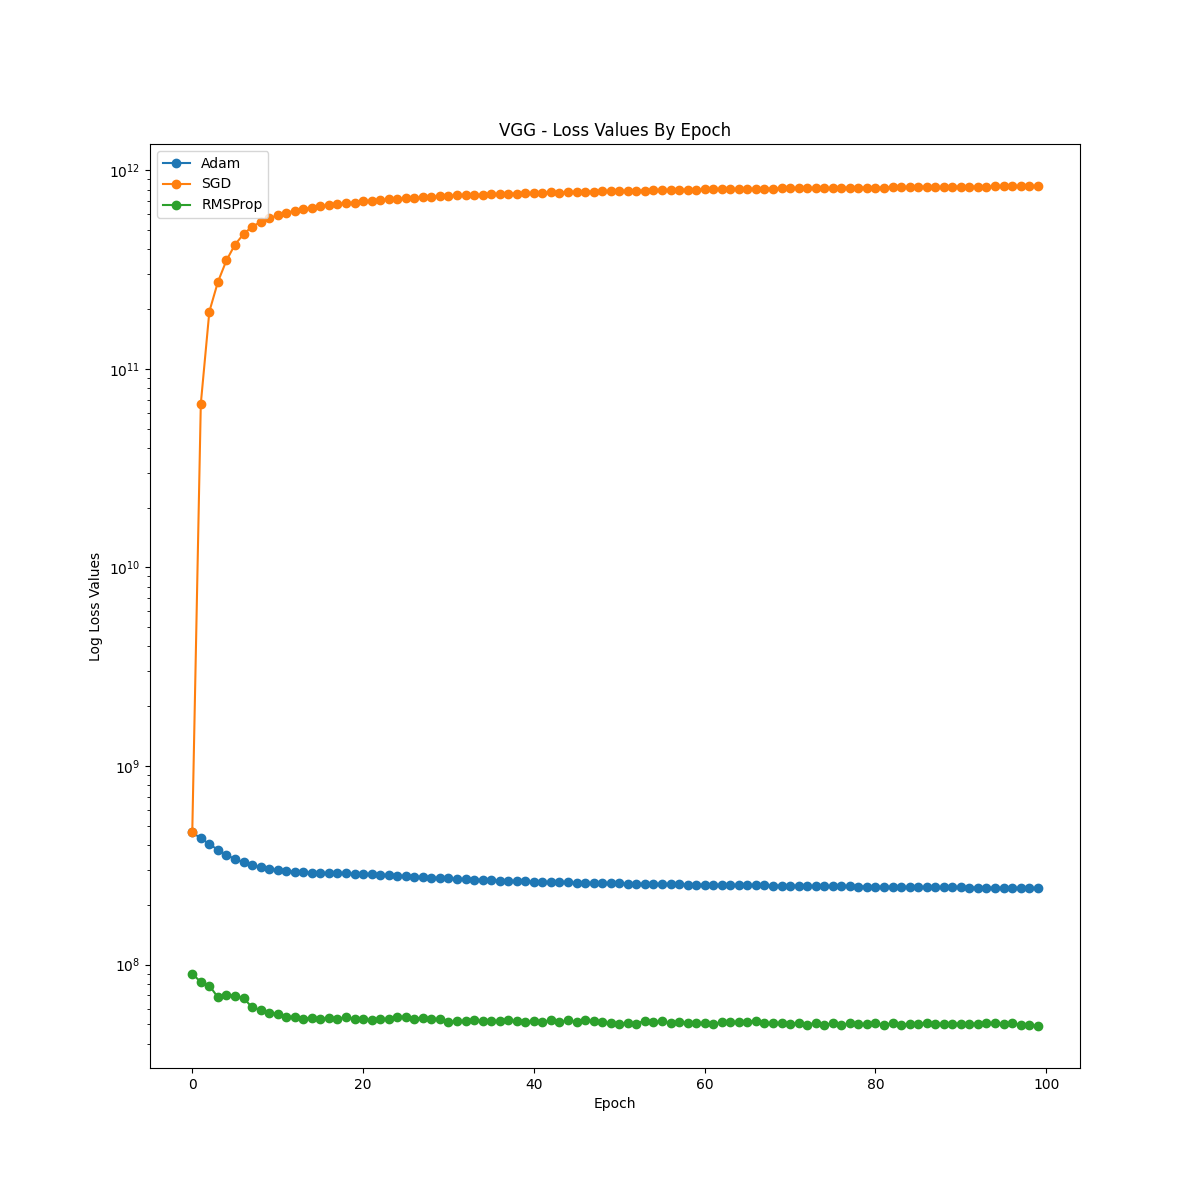 VGG - Loss Values By Epoch
Adam
SGD
RMSProp
10¹²
10¹¹
10¹⁰
10⁹
10⁸
Log Loss Values
0 20 40 60 80 100
Epoch